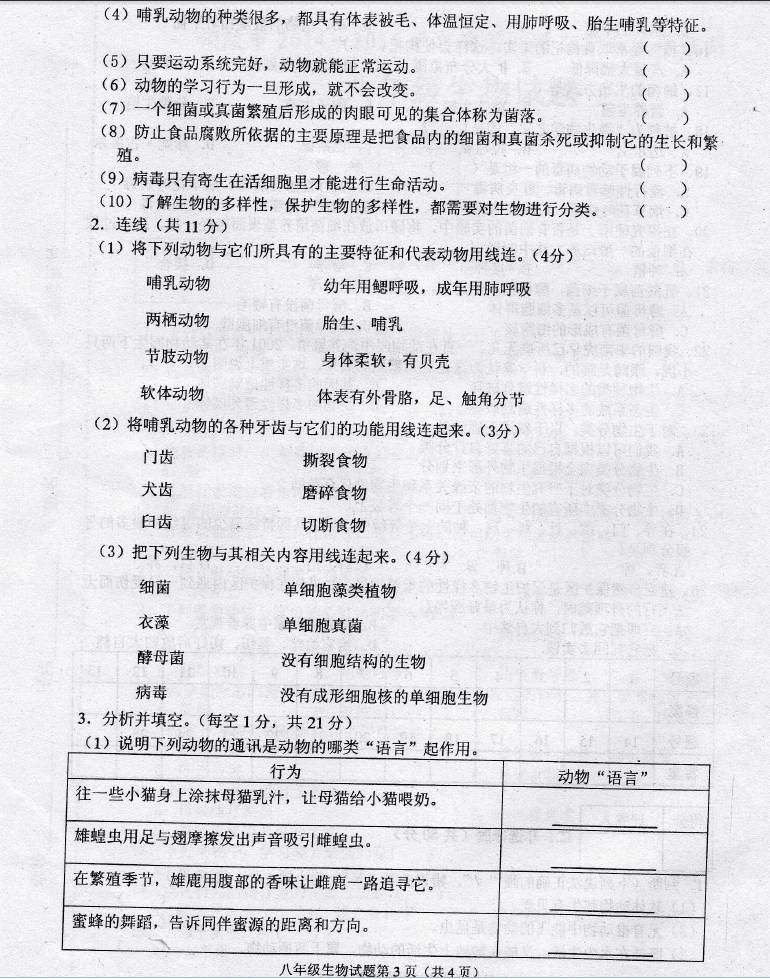 （4）哺乳动物的种类很多，都具有体表被毛、体温恒定、用肺呼吸、胎生哺乳等特征。
（　　）
（5）只要运动系统完好，动物就能正常运动。（　　）
（6）动物的学习行为一旦形成，就不会改变。（　　）
（7）一个细菌或真菌繁殖后形成的肉眼可见的集合体称为菌落。（　　）
（8）防止食品腐败所依据的主要原理是把食品内的细菌和真菌杀死或抑制它的生长和繁
殖。（　　）
（9）病毒只有寄生在活细胞里才能进行生命活动。（　　）
（10）了解生物的多样性，保护生物的多样性，都需要对生物进行分类。（　　）
2．连线（共 11 分）
（1）将下列动物与它们所具有的主要特征和代表动物用线连。（4分）
哺乳动物　　幼年用鳃呼吸，成年用肺呼吸
两栖动物　　胎生、哺乳
节肢动物　　身体柔软，有贝壳
软体动物　　体表有外骨胳，足、触角分节
（2）将哺乳动物的各种牙齿与它们的功能用线连起来。（3分）
门齿　　撕裂食物
犬齿　　磨碎食物
臼齿　　切断食物
（3）把下列生物与其相关内容用线连起来。（4 分）
细菌　　单细胞藻类植物
衣藻　　单细胞真菌
酵母菌　　没有细胞结构的生物
病毒　　没有成形细胞核的单细胞生物
3．分析并填空。（每空 1 分，共 21 分）
（1）说明下列动物的通讯是动物的哪类“语言”起作用。
行为　　动物“语言”
往一些小猫身上涂抹母猫乳汁，让母猫给小猫喂奶。
雄蝗虫用足与翅摩擦发出声音吸引雌蝗虫。
在繁殖季节，雄鹿用腹部的香味让雌鹿一路追寻它。
蜜蜂的舞蹈，告诉同伴蜜源的距离和方向。
八年级生物试题第 3 页（共 4 页）